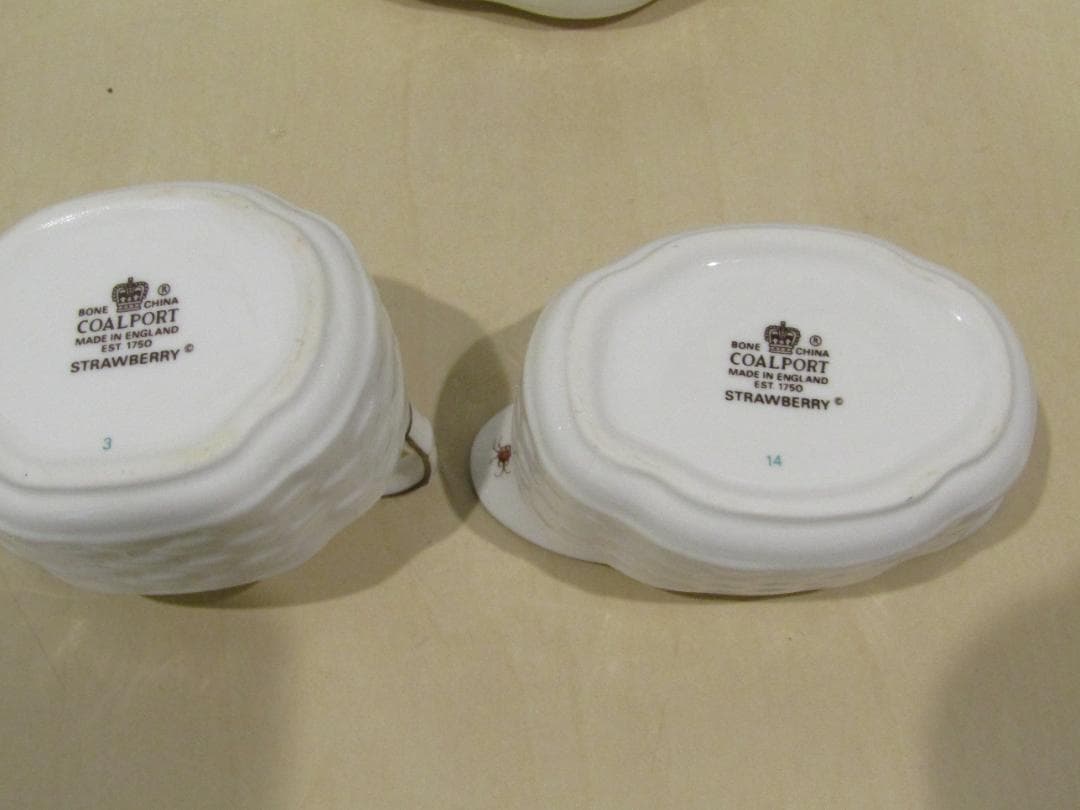 BONE CHINA ®
COALPORT
MADE IN ENGLAND
EST. 1750
STRAWBERRY ©
3
BONE CHINA ®
COALPORT
MADE IN ENGLAND
EST. 1750
STRAWBERRY ©
14